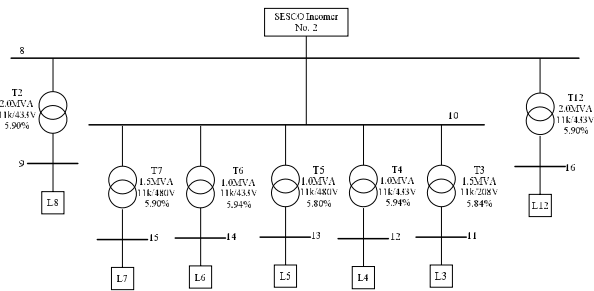 SESCO Incomer
No. 2
8
T2
2.0MVA
11k/433V
5.90%
T12
2.0MVA
11k/433V
5.90%
10
T7
1.5MVA
11k/480V
5.90%
T6
1.0MVA
11k/433V
5.94%
T5
1.0MVA
11k/480V
5.80%
T4
1.0MVA
11k/433V
5.94%
T3
1.5MVA
11k/208V
5.84%
9
16
L8
L12
15
14
13
12
11
L7
L6
L5
L4
L3